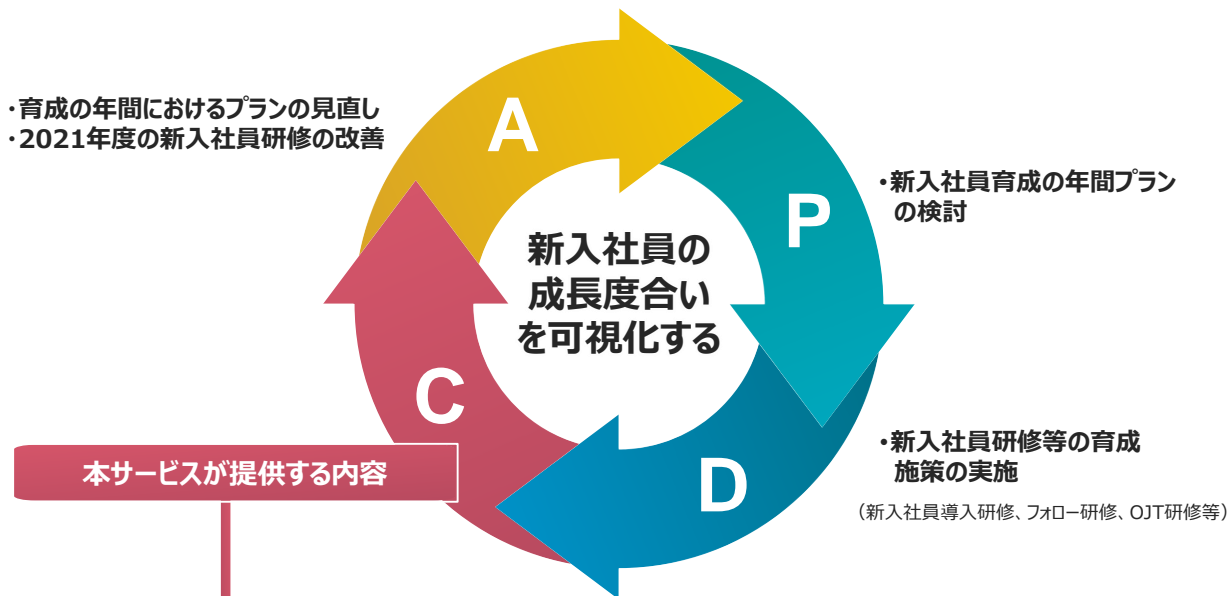 ・育成の年間におけるプランの見直し
・2021年度の新入社員研修の改善
A
P
・新入社員育成の年間プラン
の検討
新入社員の
成長度合い
を可視化する
C
本サービスが提供する内容
D
・新入社員研修等の育成
施策の実施
（新入社員導入研修、フォロー研修、OJT研修等）